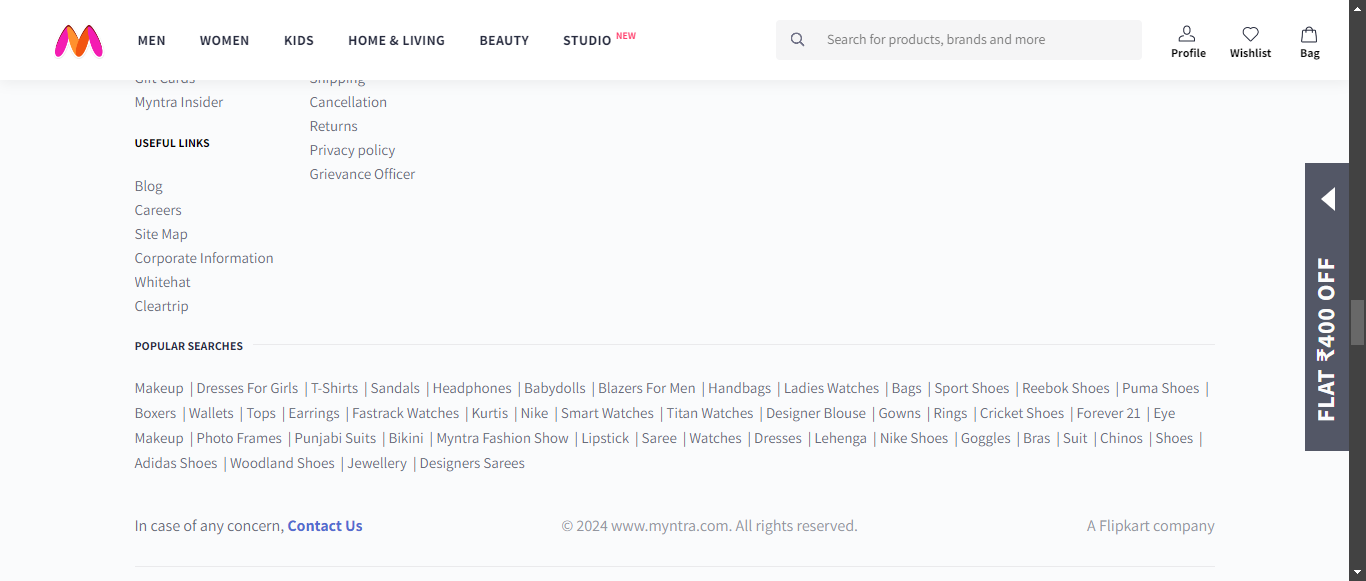 MEN WOMEN KIDS HOME & LIVING BEAUTY STUDIO NEW
Search for products, brands and more
Profile Wishlist Bag
Gift Cards
Myntra Insider
USEFUL LINKS
Blog
Careers
Site Map
Corporate Information
Whitehat
Cleartrip
Shipping
Cancellation
Returns
Privacy policy
Grievance Officer
FLAT ₹400 OFF
POPULAR SEARCHES
Makeup | Dresses For Girls | T-Shirts | Sandals | Headphones | Babydolls | Blazers For Men | Handbags | Ladies Watches | Bags | Sport Shoes | Reebok Shoes | Puma Shoes |
Boxers | Wallets | Tops | Earrings | Fastrack Watches | Kurtis | Nike | Smart Watches | Titan Watches | Designer Blouse | Gowns | Rings | Cricket Shoes | Forever 21 | Eye
Makeup | Photo Frames | Punjabi Suits | Bikini | Myntra Fashion Show | Lipstick | Saree | Watches | Dresses | Lehenga | Nike Shoes | Goggles | Bras | Suit | Chinos | Shoes |
Adidas Shoes | Woodland Shoes | Jewellery | Designers Sarees
In case of any concern, Contact Us
© 2024 www.myntra.com. All rights reserved.
A Flipkart company